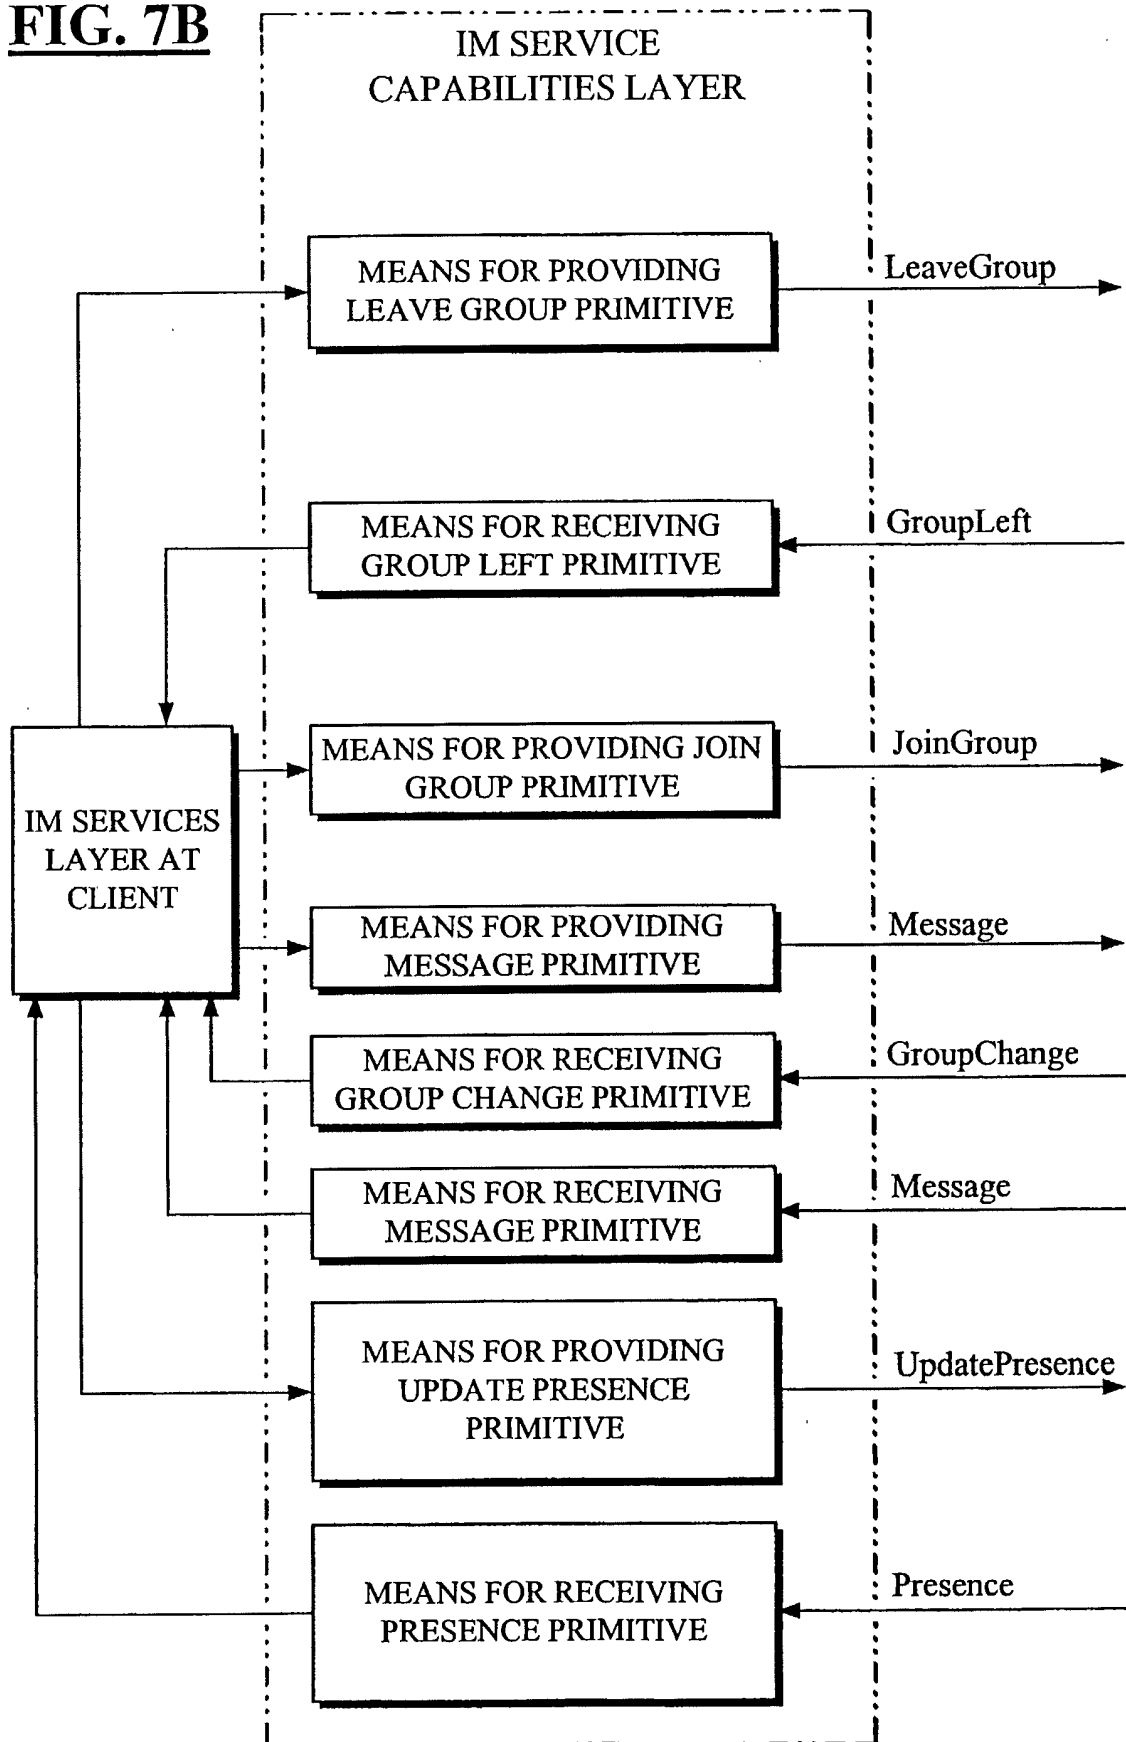 FIG. 7B
IM SERVICE
CAPABILITIES LAYER
MEANS FOR PROVIDING
LEAVE GROUP PRIMITIVE
LeaveGroup
MEANS FOR RECEIVING
GROUP LEFT PRIMITIVE
GroupLeft
IM SERVICES
LAYER AT
CLIENT
MEANS FOR PROVIDING JOIN
GROUP PRIMITIVE
JoinGroup
MEANS FOR PROVIDING
MESSAGE PRIMITIVE
Message
MEANS FOR RECEIVING
GROUP CHANGE PRIMITIVE
GroupChange
MEANS FOR RECEIVING
MESSAGE PRIMITIVE
Message
MEANS FOR PROVIDING
UPDATE PRESENCE
PRIMITIVE
UpdatePresence
MEANS FOR RECEIVING
PRESENCE PRIMITIVE
Presence